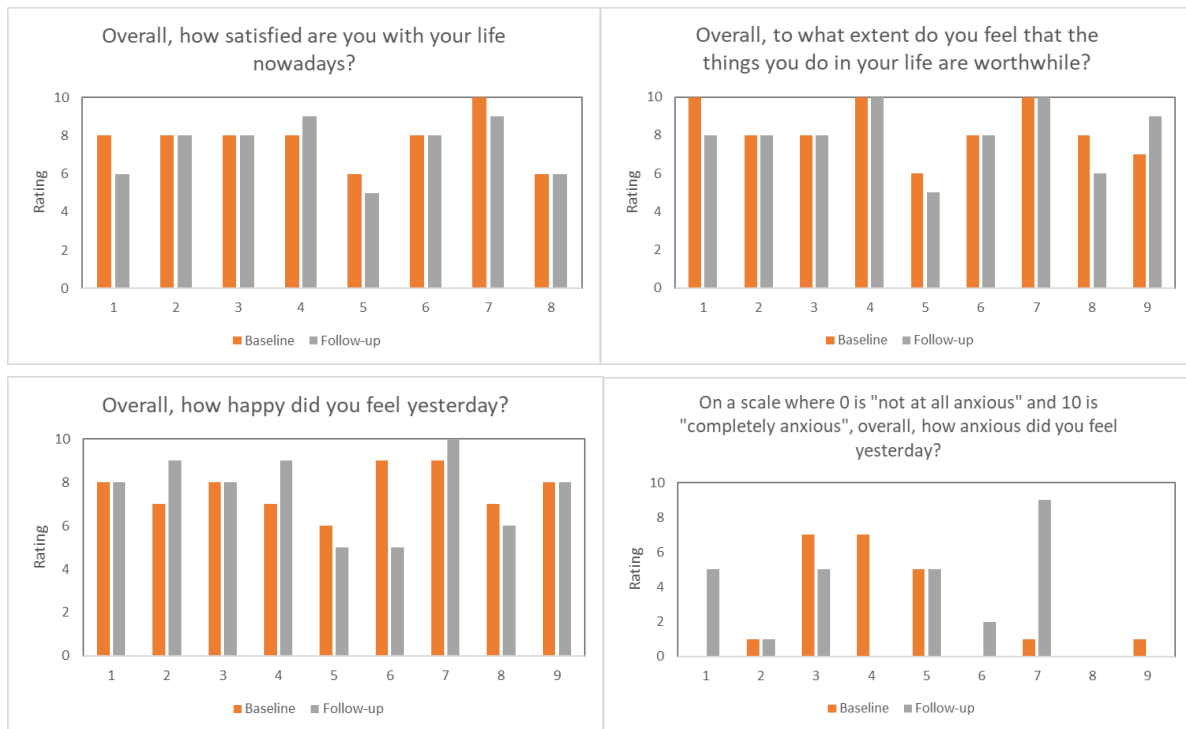 Overall, how satisfied are you with your life
nowadays?
10
8
6
4
2
0
Rating
1 2 3 4 5 6 7 8
Baseline Follow-up
Overall, to what extent do you feel that the
things you do in your life are worthwhile?
10
8
6
4
2
0
Rating
1 2 3 4 5 6 7 8 9
Baseline Follow-up
Overall, how happy did you feel yesterday?
10
8
6
4
2
0
Rating
1 2 3 4 5 6 7 8 9
Baseline Follow-up
On a scale where 0 is "not at all anxious" and 10 is
"completely anxious", overall, how anxious did you feel
yesterday?
10
8
6
4
2
0
Rating
1 2 3 4 5 6 7 8 9
Baseline Follow-up